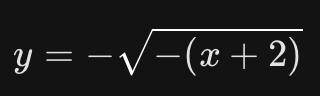 y = -√(-(x + 2))